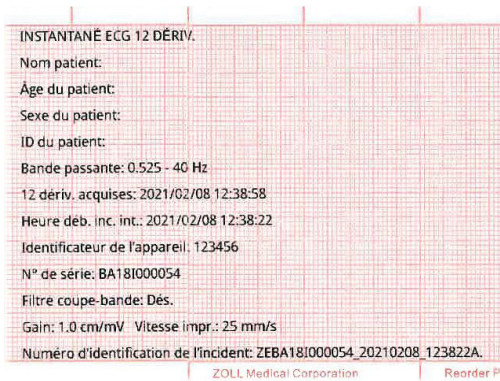 INSTANTANÉ ECG 12 DÉRIV.
Nom patient:
Âge du patient:
Sexe du patient:
ID du patient:
Bande passante: 0.525 - 40 Hz
12 dériv. acquises: 2021/02/08 12:38:58
Heure déb. inc. int.: 2021/02/08 12:38:22
Identificateur de l'appareil: 123456
N° de série: BA18I000054
Filtre coupe-bande: Dés.
Gain: 1.0 cm/mV Vitesse impr.: 25 mm/s
Numéro d'identification de l'incident: ZEBA18I000054_20210208_123822A.
ZOLL Medical Corporation Reorder